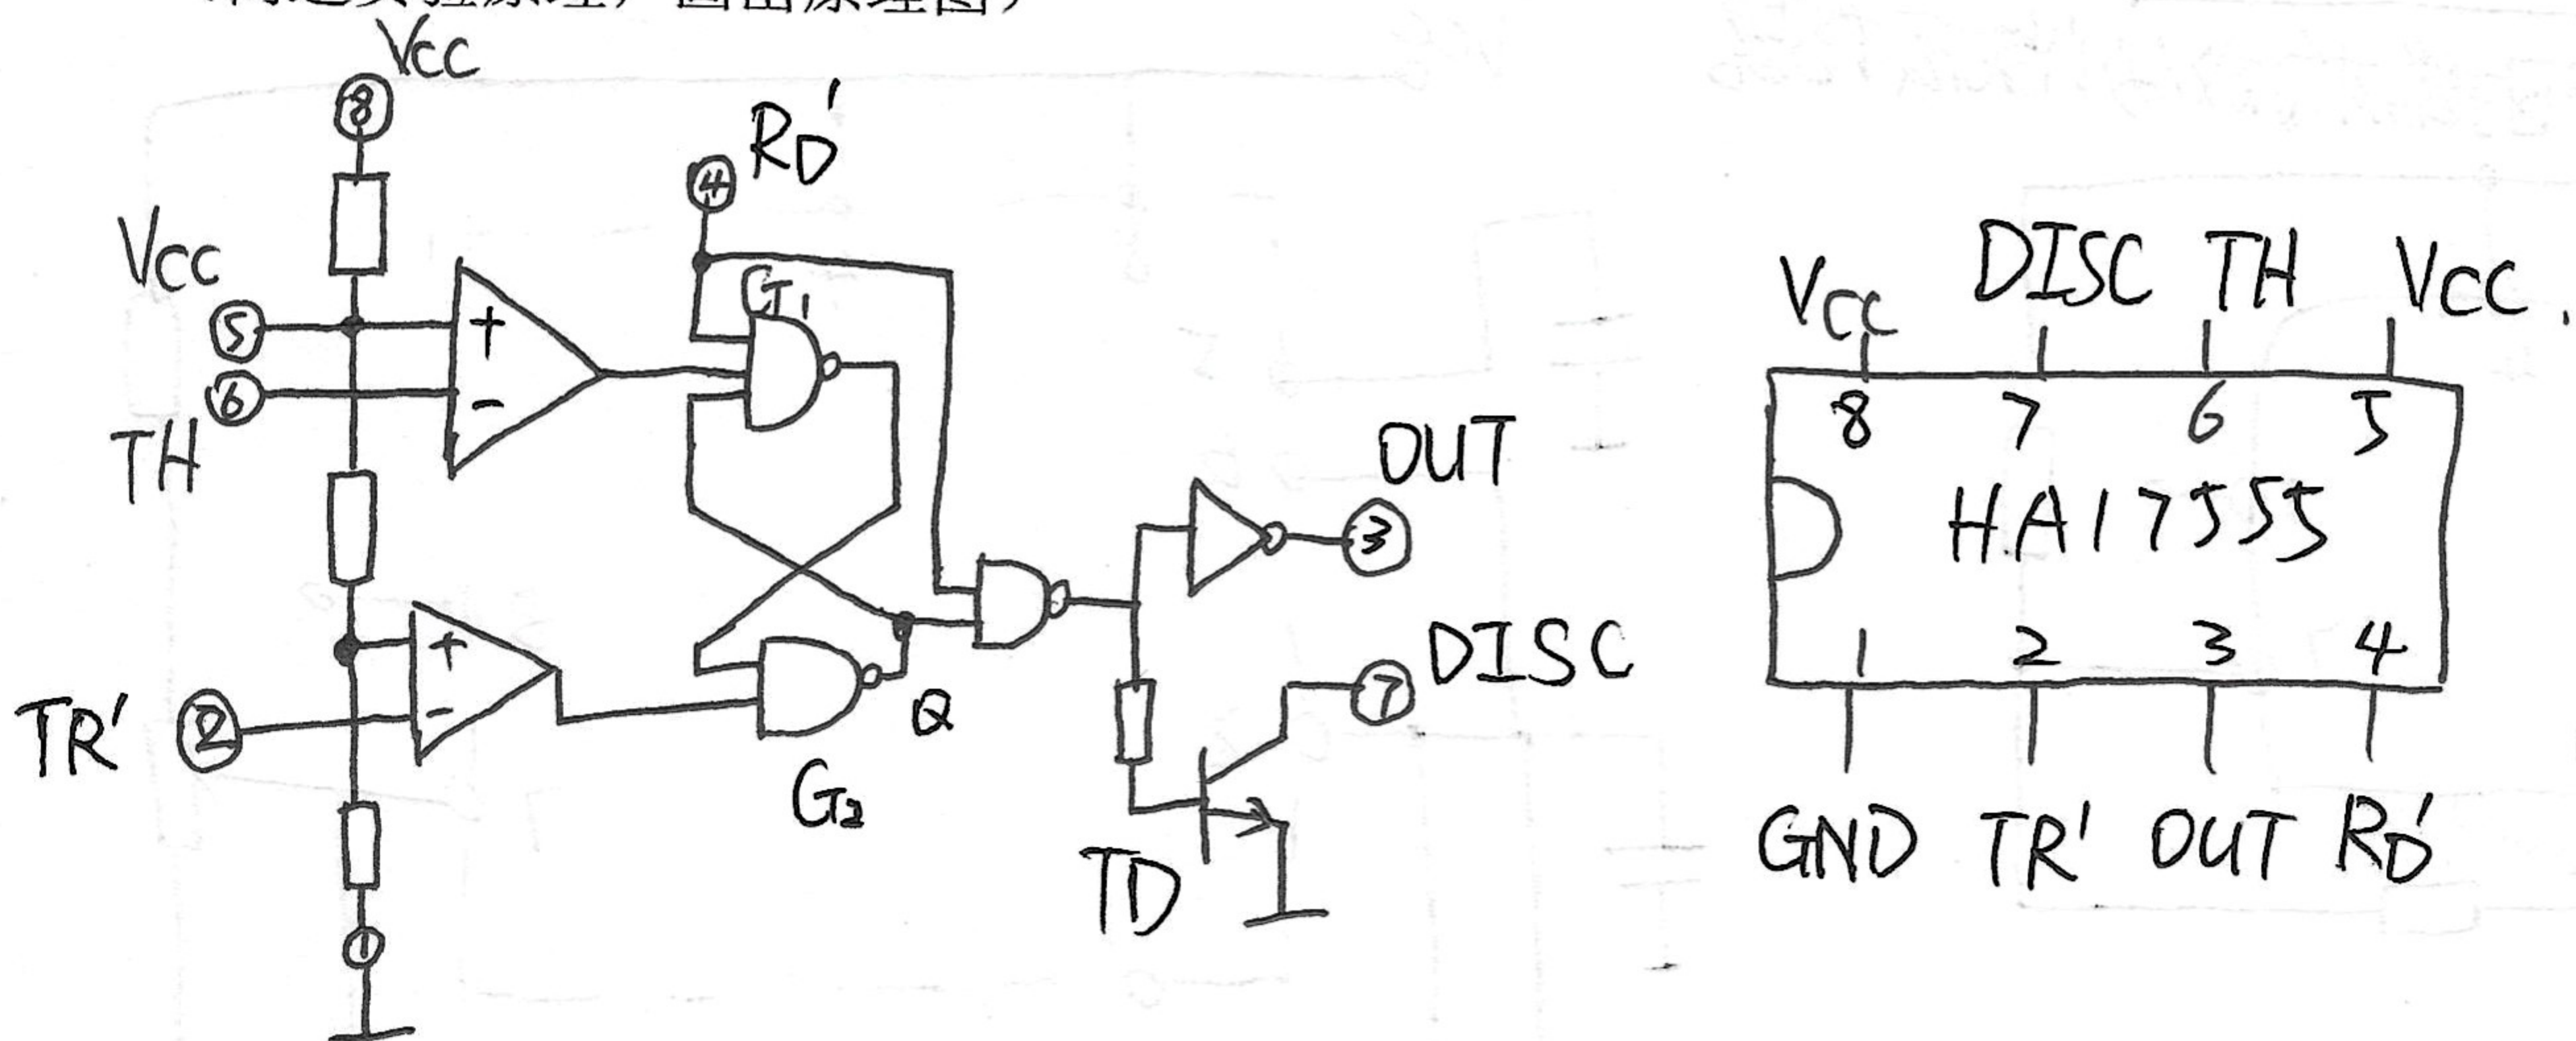 VCC
8
RD'
4
VCC
5
+
G1
6
-
TH
OUT
3
+
TR'
2
-
Q
DISC
7
G2
TD
1
VCC DISC TH VCC.
8 7 6 5
HA17555
1 2 3 4
GND TR' OUT RD'